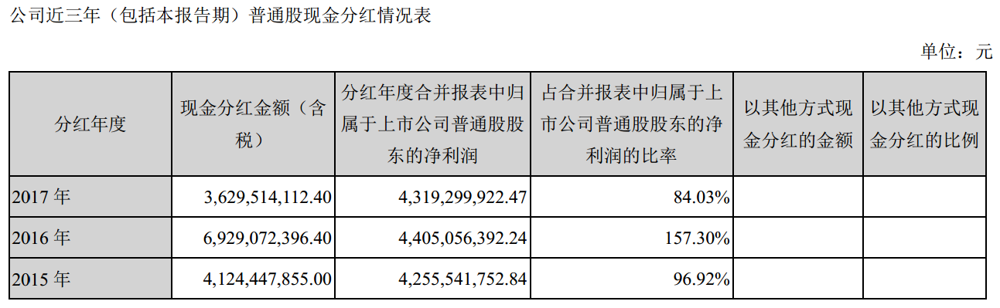 公司近三年（包括本报告期）普通股现金分红情况表
单位：元
分红年度
现金分红金额（含
税）
分红年度合并报表中归
属于上市公司普通股股
东的净利润
占合并报表中归属于上
市公司普通股股东的净
利润的比率
以其他方式现
金分红的金额
以其他方式现
金分红的比例
2017 年 3,629,514,112.40 4,319,299,922.47 84.03%
2016 年 6,929,072,396.40 4,405,056,392.24 157.30%
2015 年 4,124,447,855.00 4,255,541,752.84 96.92%